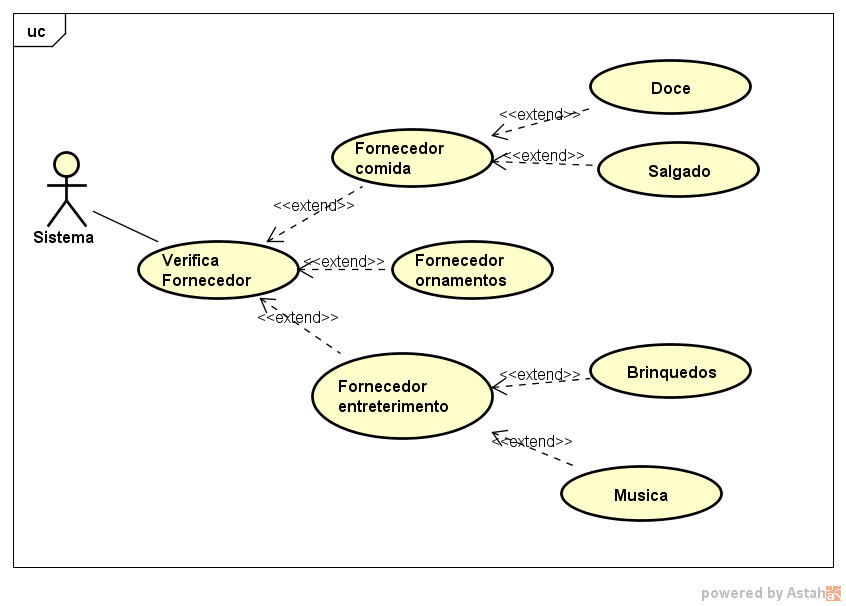 uc
Doce
<<extend>>
Fornecedor
comida
<<extend>>
Salgado
<<extend>>
Sistema
Verifica
Fornecedor
<<extend>>
Fornecedor
ornamentos
<<extend>>
Fornecedor
entreterimento
<<extend>>
Brinquedos
<<extend>>
Musica
powered by Astah